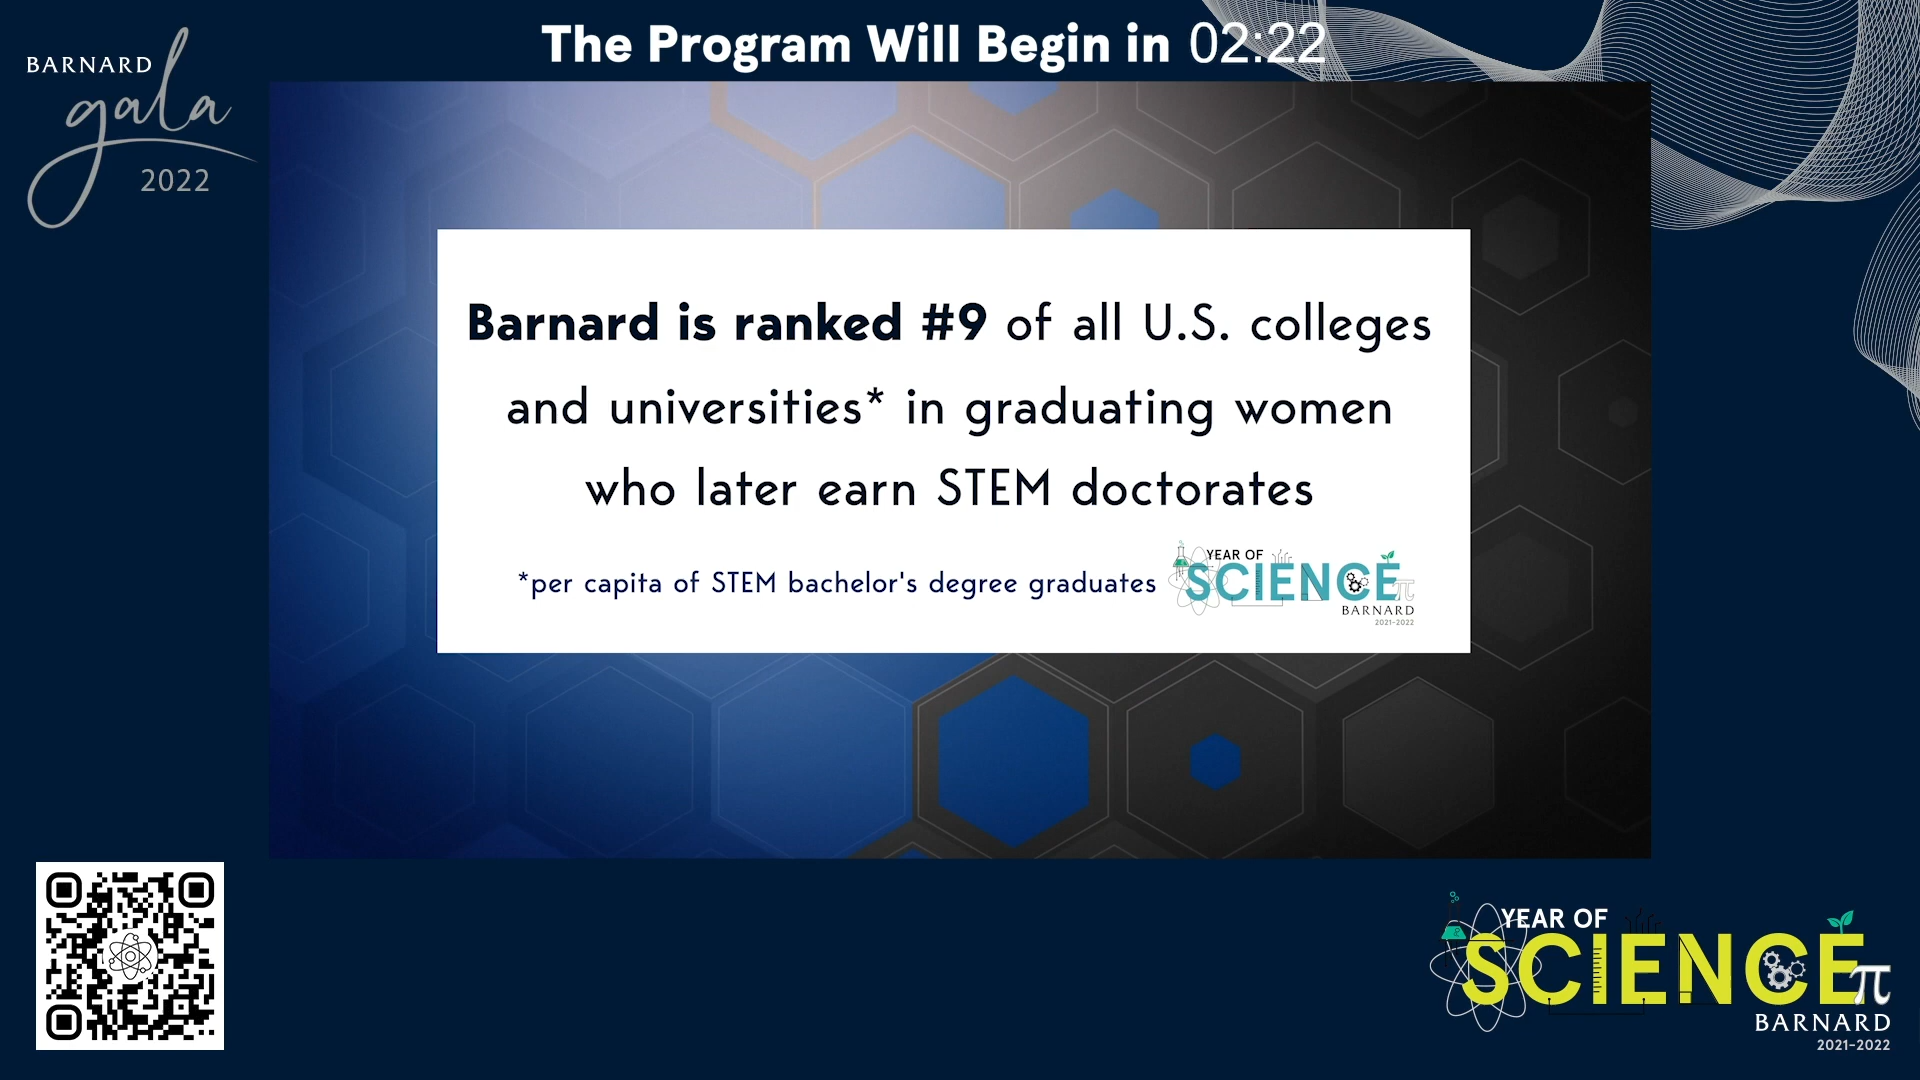 The Program Will Begin in 02:22
BARNARD
gala
2022
Barnard is ranked #9 of all U.S. colleges
and universities* in graduating women
who later earn STEM doctorates
*per capita of STEM bachelor's degree graduates
YEAR OF
SCIENCE
π
BARNARD
2021-2022
YEAR OF
SCIENCE
π
BARNARD
2021-2022